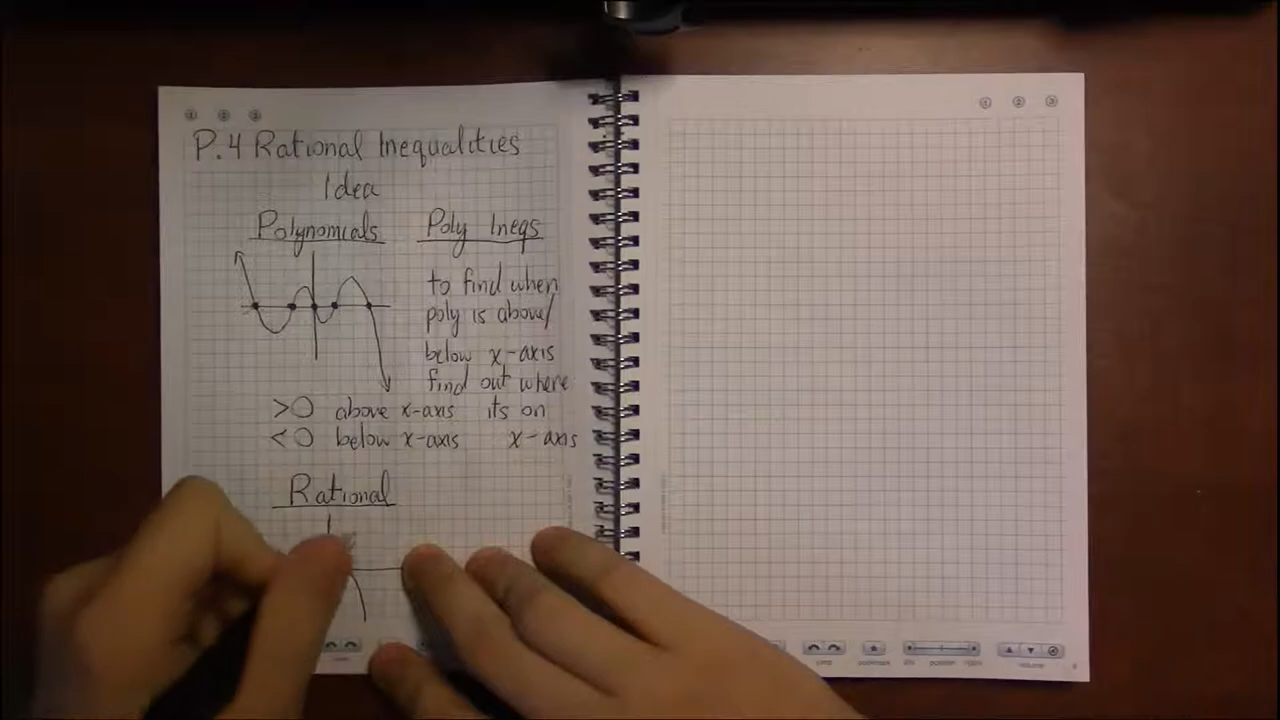 P.4 Rational Inequalities
Idea
Polynomials
>0 above x-axis
<0 below x-axis
Poly Ineqs
to find when
poly is above/
below x-axis
find out where
its on
x-axis
Rational